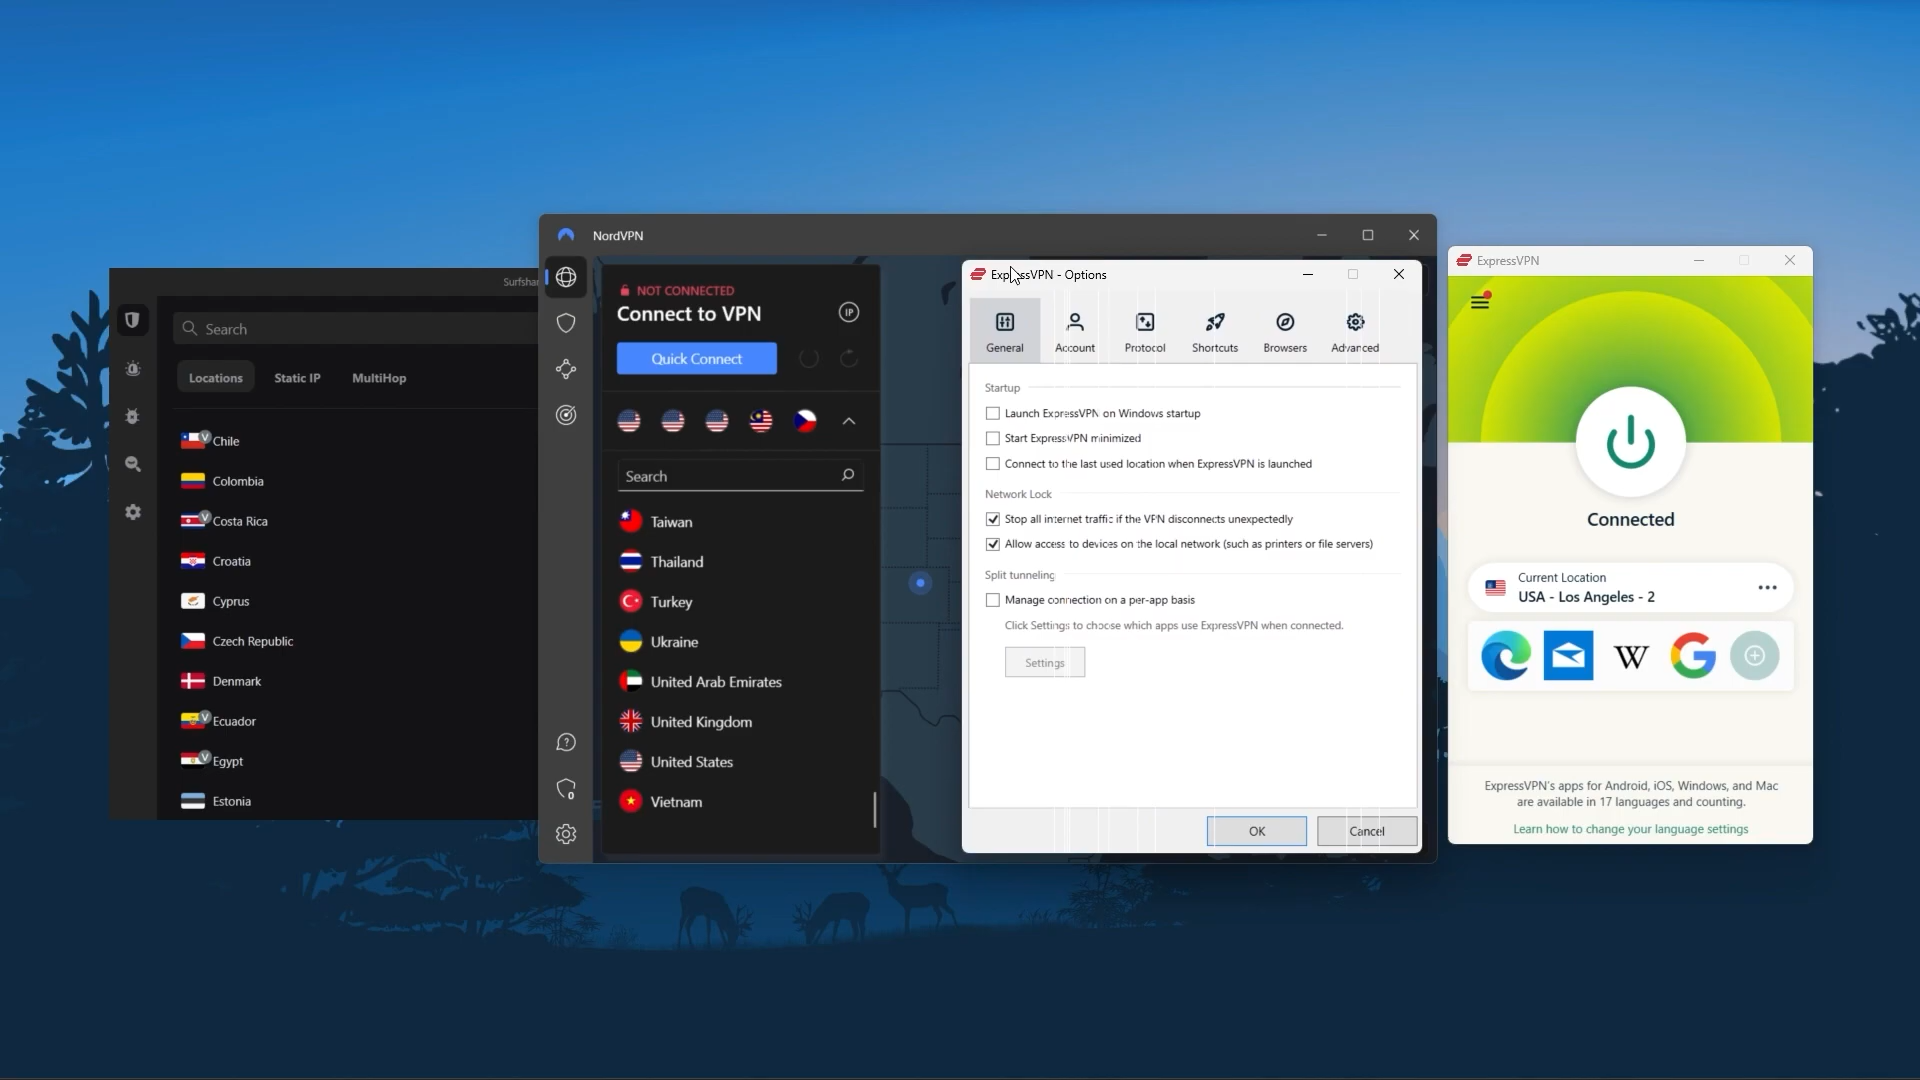 Surfshar
Search
Locations
Static IP
MultiHop
Chile
Colombia
Costa Rica
Croatia
Cyprus
Czech Republic
Denmark
Ecuador
Egypt
Estonia
NordVPN
NOT CONNECTED
Connect to VPN
IP
Quick Connect
Search
Taiwan
Thailand
Turkey
Ukraine
United Arab Emirates
United Kingdom
United States
Vietnam
ExpressVPN - Options
General
Account
Protocol
Shortcuts
Browsers
Advanced
Startup
Launch ExpressVPN on Windows startup
Start ExpressVPN minimized
Connect to the last used location when ExpressVPN is launched
Network Lock
Stop all internet traffic if the VPN disconnects unexpectedly
Allow access to devices on the local network (such as printers or file servers)
Split tunneling
Manage connection on a per-app basis
Click Settings to choose which apps use ExpressVPN when connected.
Settings
OK
Cancel
ExpressVPN
Connected
Current Location
USA - Los Angeles - 2
W
G
ExpressVPN's apps for Android, iOS, Windows, and Mac
are available in 17 languages and counting.
Learn how to change your language settings